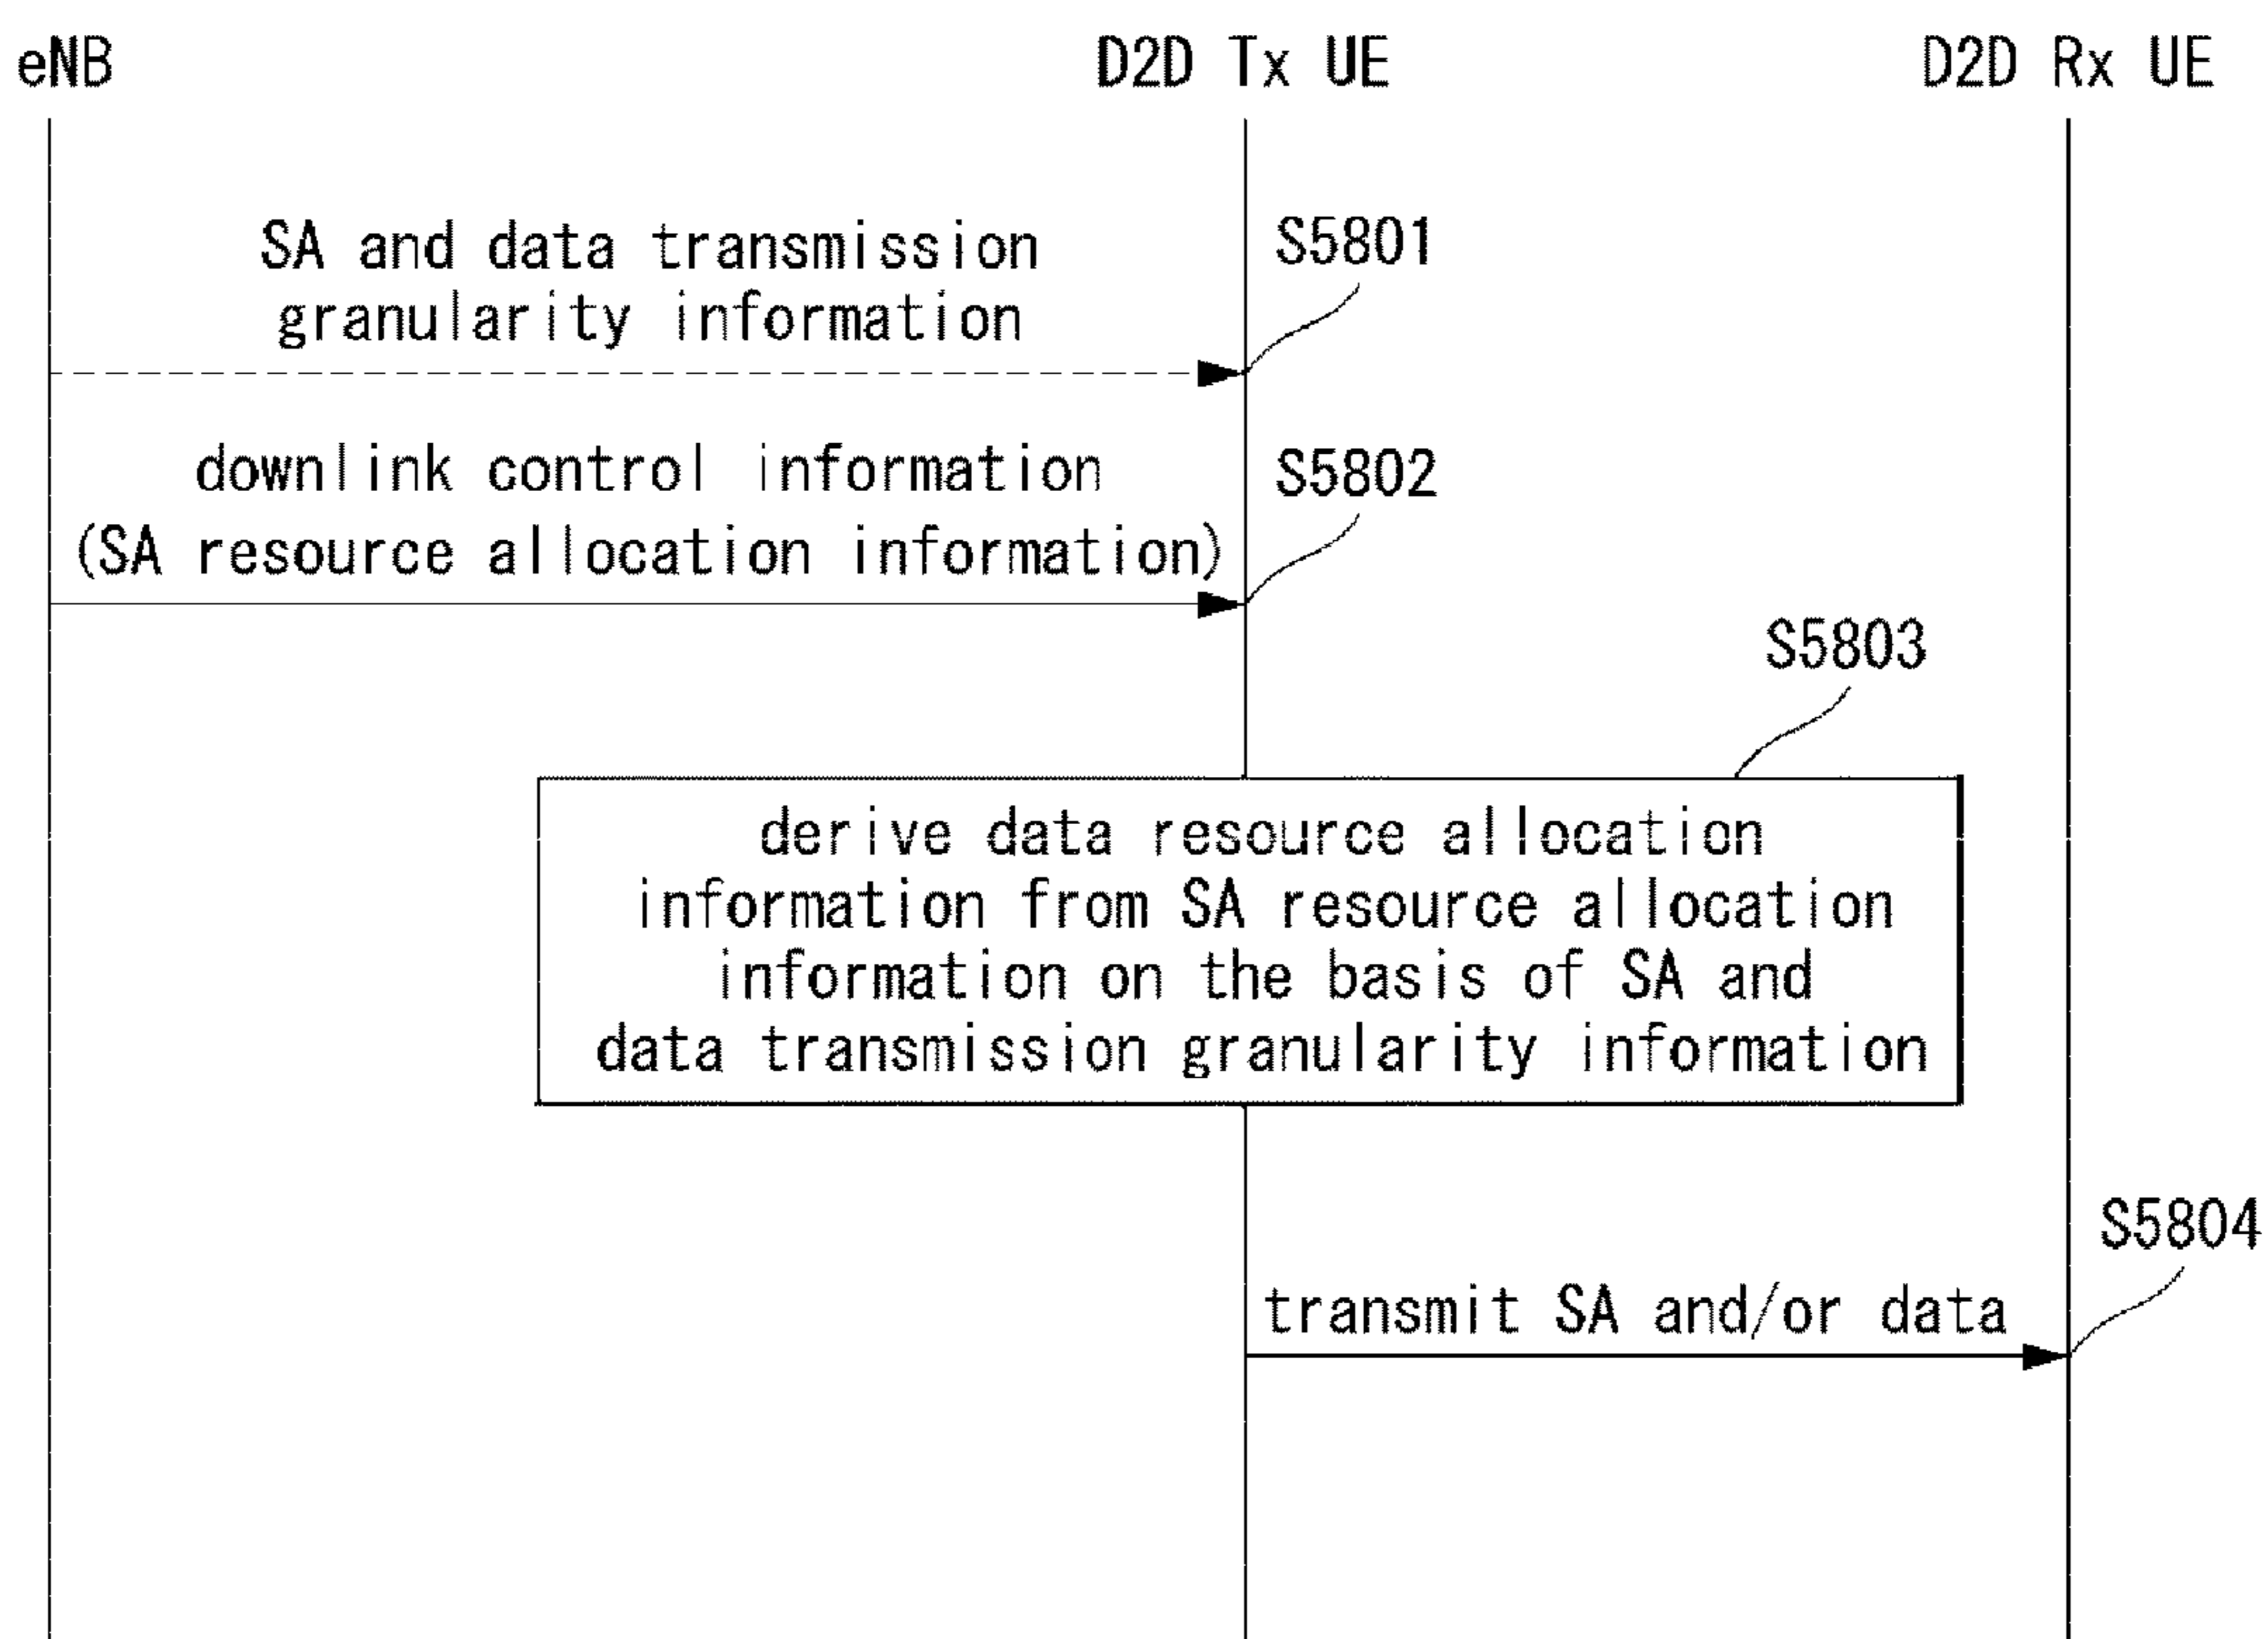 eNB
D2D Tx UE
D2D Rx UE
SA and data transmission
granularity information
S5801
downlink control information
(SA resource allocation information)
S5802
S5803
derive data resource allocation
information from SA resource allocation
information on the basis of SA and
data transmission granularity information
S5804
transmit SA and/or data